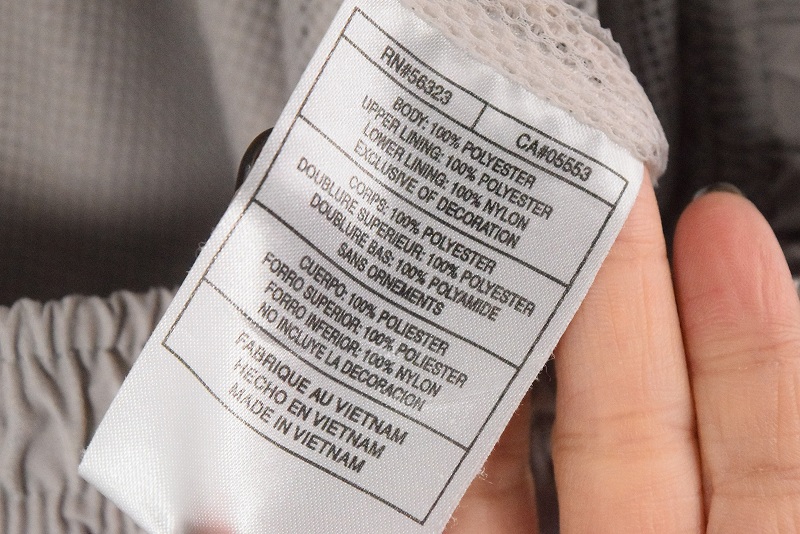 RN#56323
CA#05553
BODY: 100% POLYESTER
UPPER LINING: 100% POLYESTER
LOWER LINING: 100% NYLON
EXCLUSIVE OF DECORATION
CORPS: 100% POLYESTER
DOUBLURE SUPERIEUR: 100% POLYESTER
DOUBLURE BAS: 100% POLYAMIDE
SANS ORNEMENTS
CUERPO: 100% POLIESTER
FORRO SUPERIOR: 100% POLYESTER
FORRO INFERIOR: 100% NYLON
NO INCLUYE LA DECORACION
FABRIQUE AU VIETNAM
HECHO EN VIETNAM
MADE IN VIETNAM